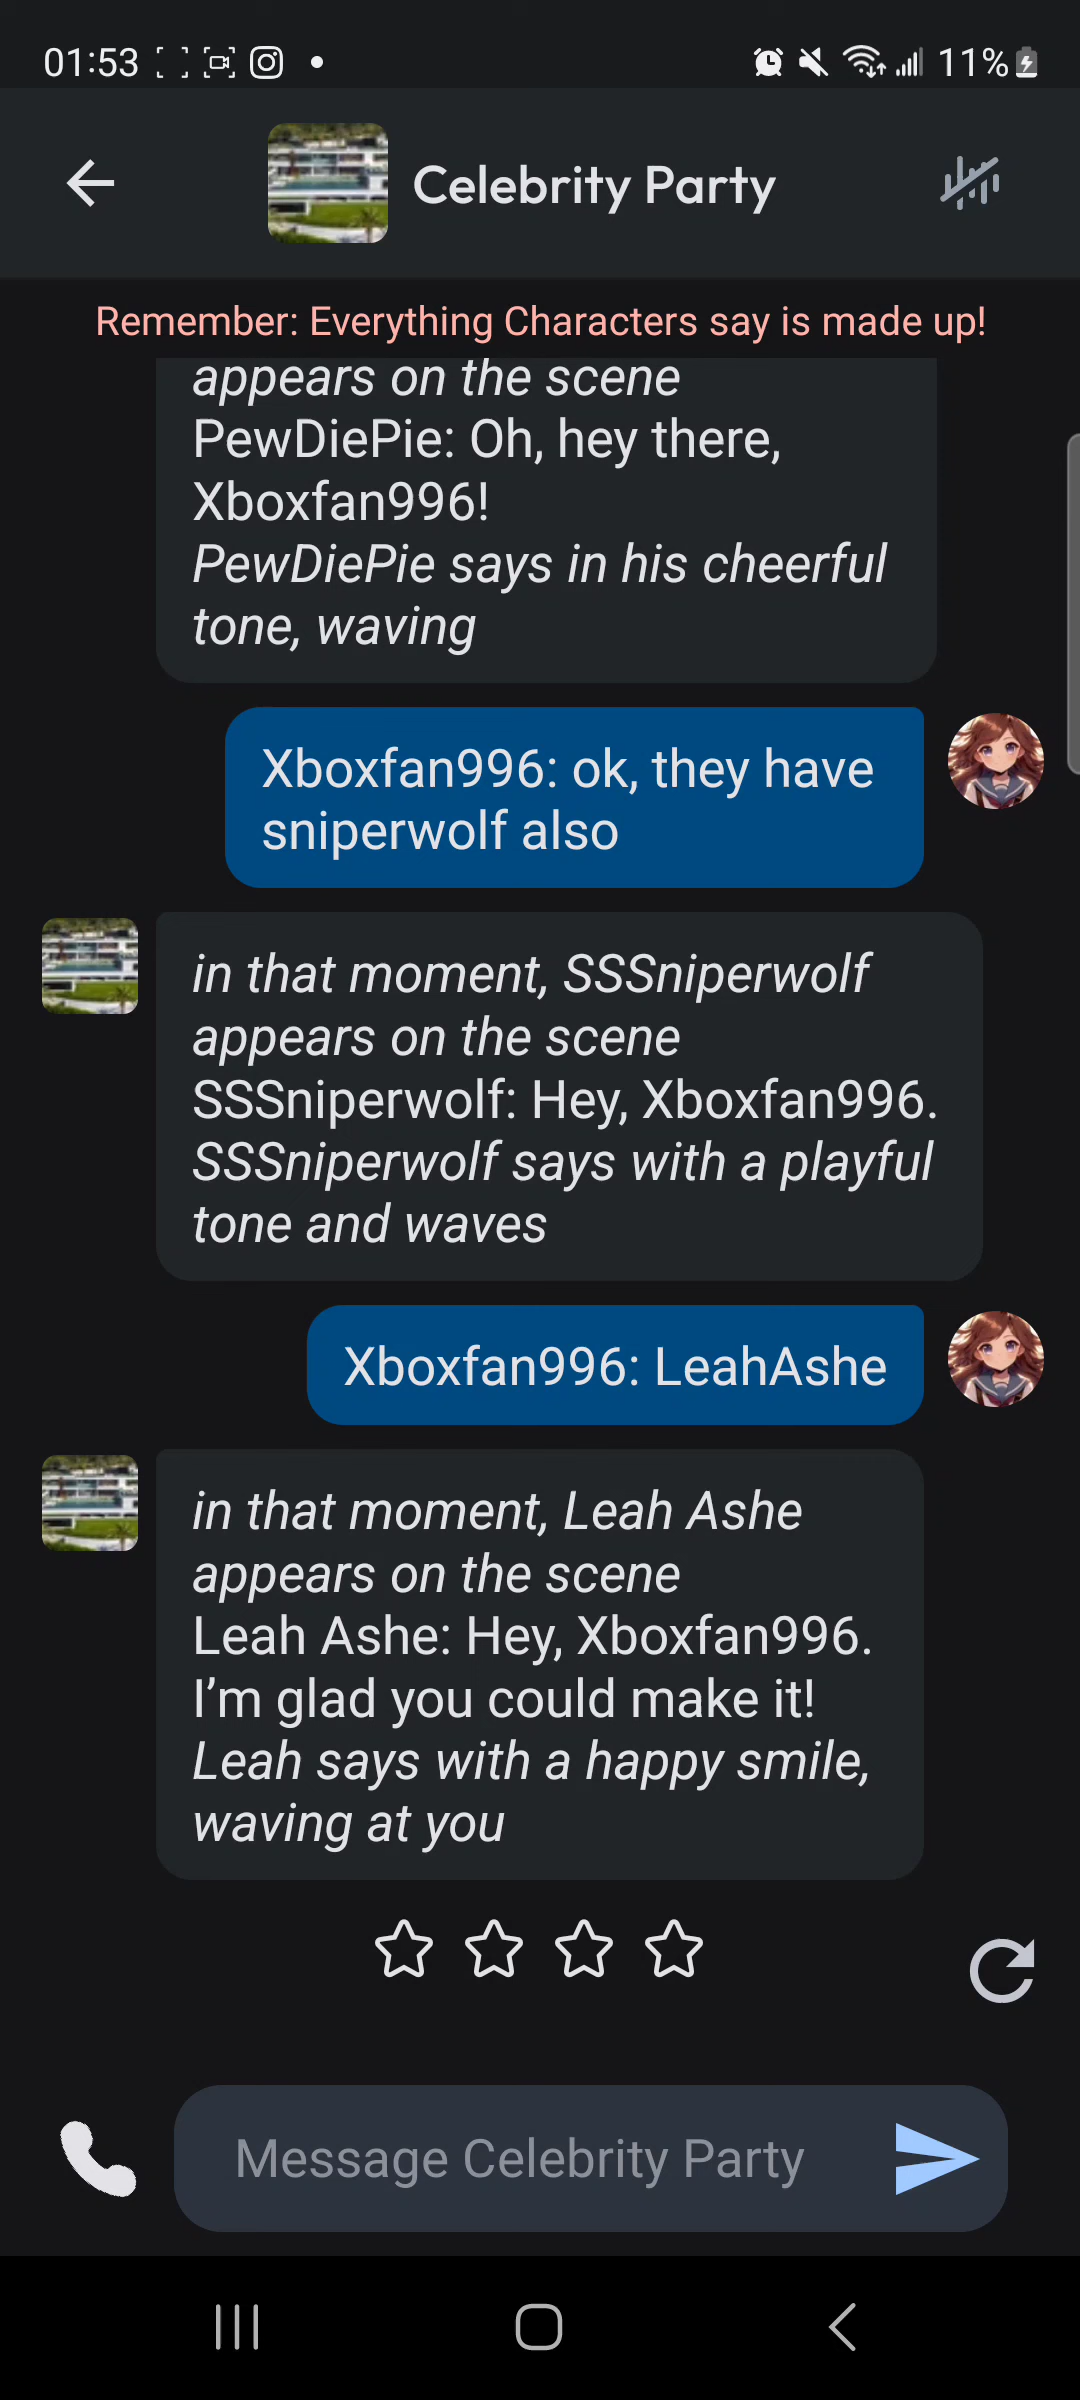 01:53
11%
Celebrity Party
Remember: Everything Characters say is made up!
appears on the scene
PewDiePie: Oh, hey there,
Xboxfan996!
PewDiePie says in his cheerful
tone, waving
Xboxfan996: ok, they have
sniperwolf also
in that moment, SSSniperwolf
appears on the scene
SSSniperwolf: Hey, Xboxfan996.
SSSniperwolf says with a playful
tone and waves
Xboxfan996: LeahAshe
in that moment, Leah Ashe
appears on the scene
Leah Ashe: Hey, Xboxfan996.
I’m glad you could make it!
Leah says with a happy smile,
waving at you
Message Celebrity Party